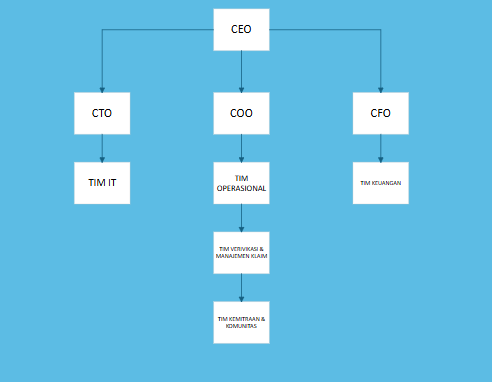 CEO
CTO
COO
CFO
TIM IT
TIM
OPERASIONAL
TIM KEUANGAN
TIM VERIVIKASI &
MANAJEMEN KLAIM
TIM KEMITRAAN &
KOMUNITAS